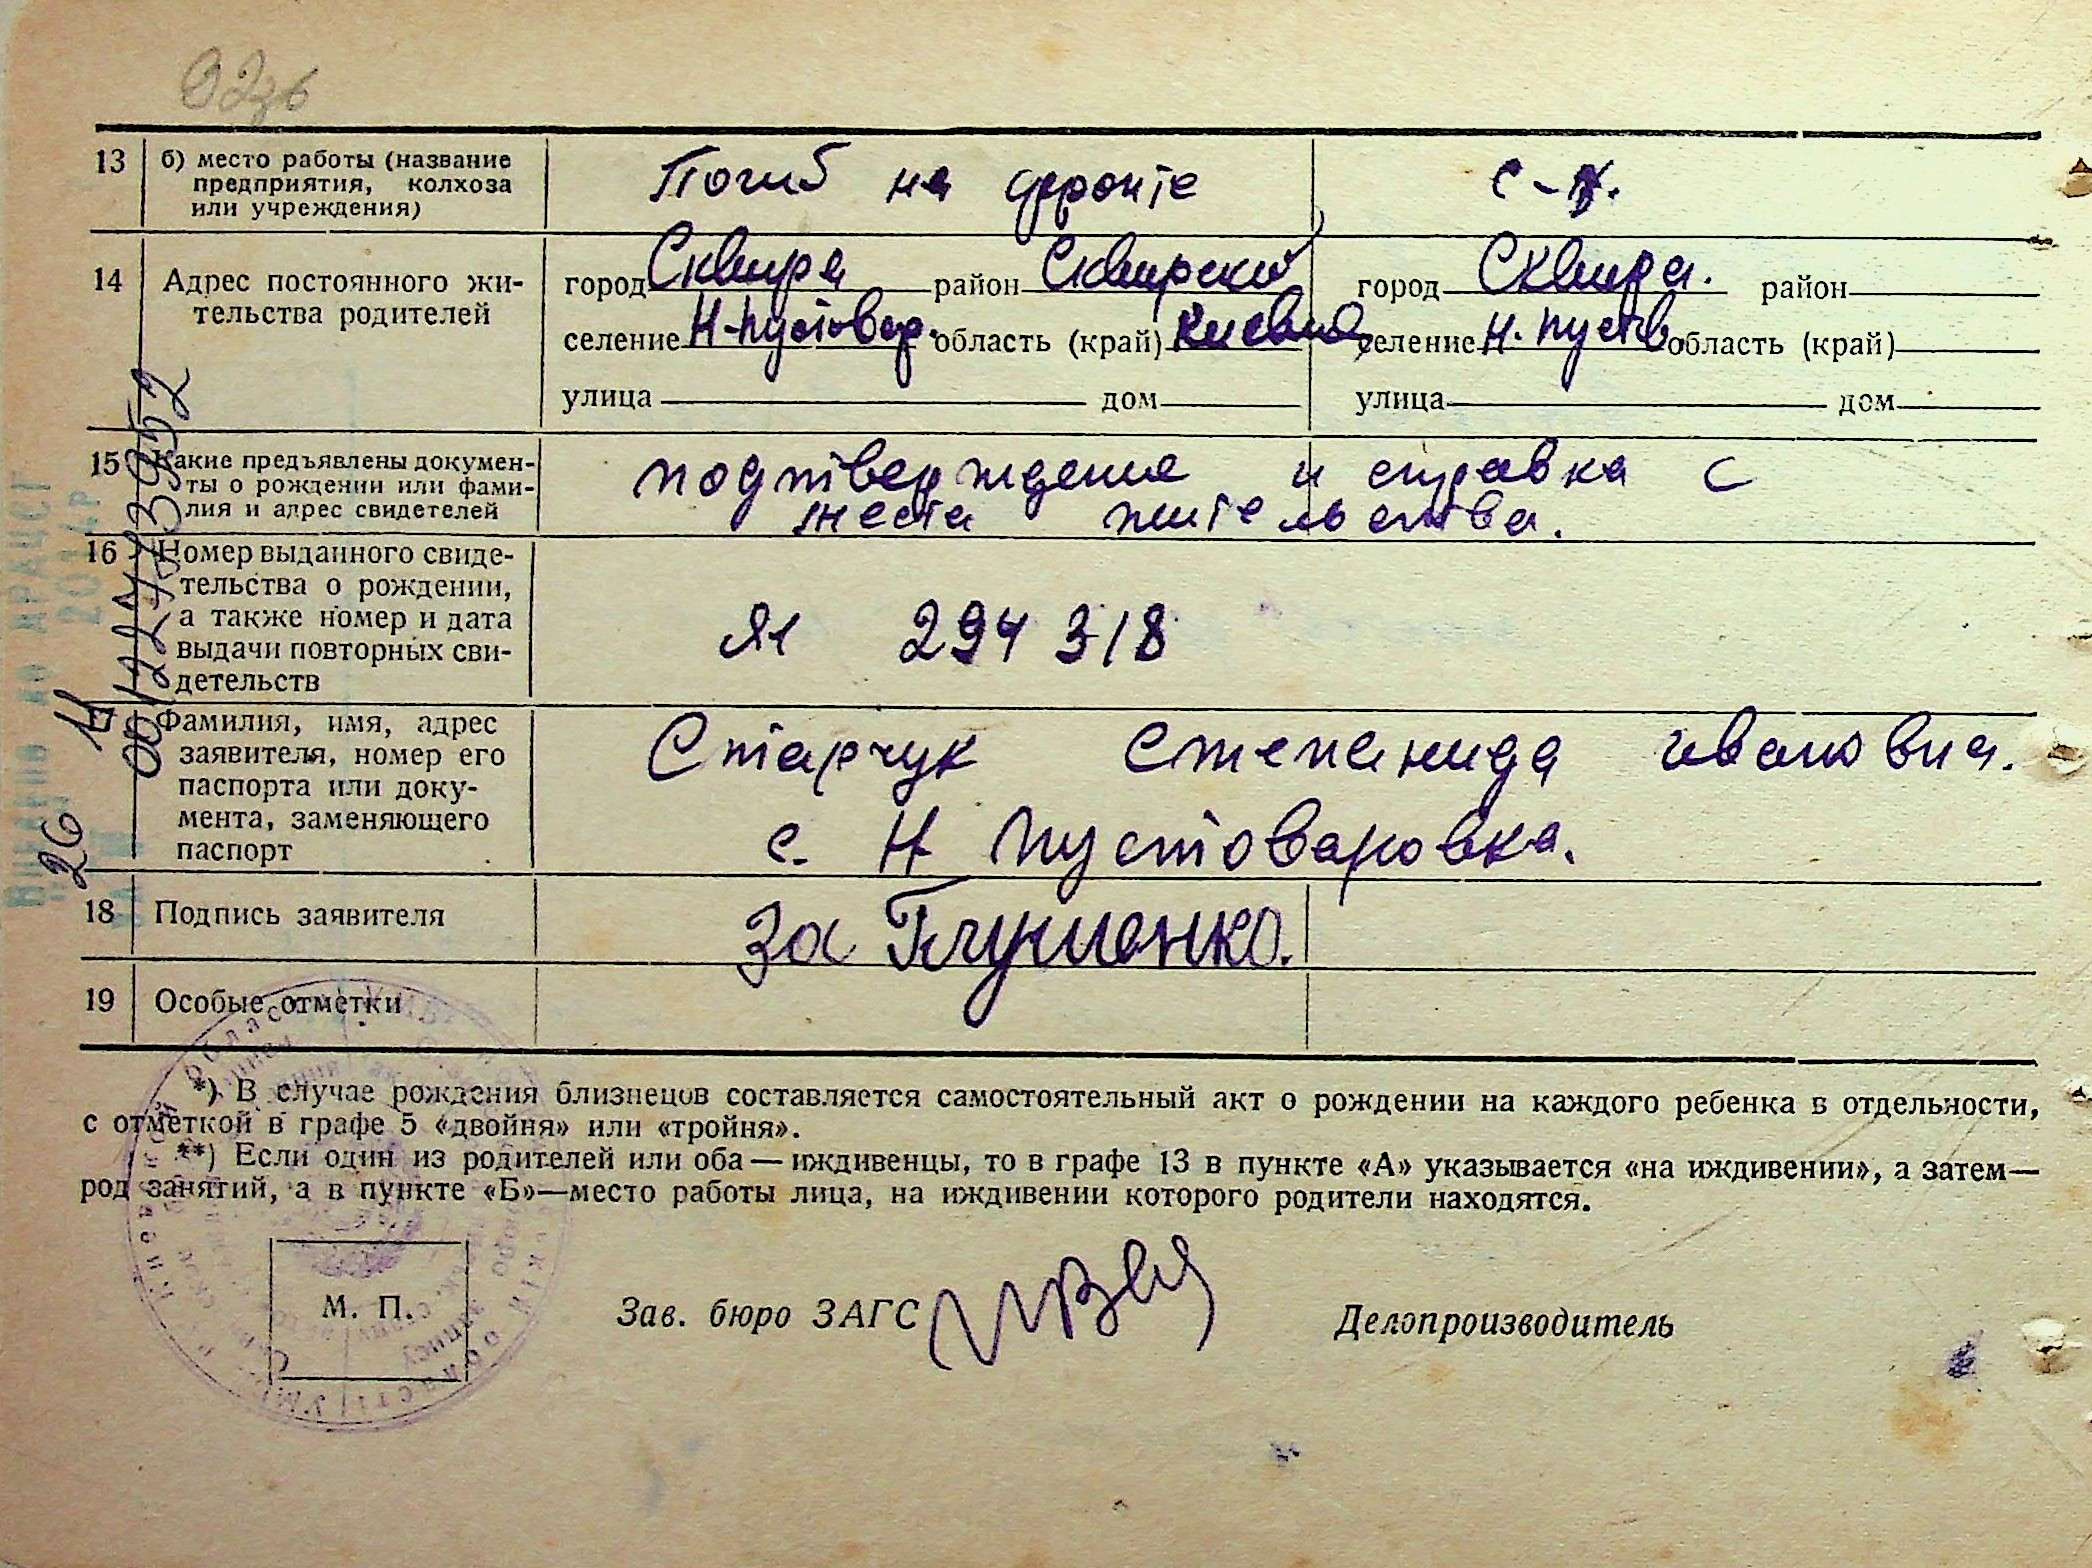 13 б) место работы (название предприятия, колхоза или учреждения) Погиб на фронте с-х.
14 Адрес постоянного жительства родителей
город Сквира район Сквирский город Сквира. район
селение Н-Пустовар. область (край) Киевская селение Н. Пустов. область (край)
улица дом улица дом
15 Какие предъявлены документы о рождении или фамилия и адрес свидетелей
подтверждения и справка с
места жительства.
16 Номер выданного свидетельства о рождении, а также номер и дата выдачи повторных свидетельств
ЯI 294318
Фамилия, имя, адрес заявителя, номер его паспорта или документа, заменяющего паспорт
Старчук Степанида ивановна.
с. Н Пустоваровка.
18 Подпись заявителя За Глушенко.
19 Особые отметки
*) В случае рождения близнецов составляется самостоятельный акт о рождении на каждого ребенка в отдельности,
с отметкой в графе 5 «двойня» или «тройня».
**) Если один из родителей или оба — иждивенцы, то в графе 13 в пункте «А» указывается «на иждивении», а затем—
род занятий, а в пункте «Б»—место работы лица, на иждивении которого родители находятся.
М. П.
Зав. бюро ЗАГС
Делопроизводитель